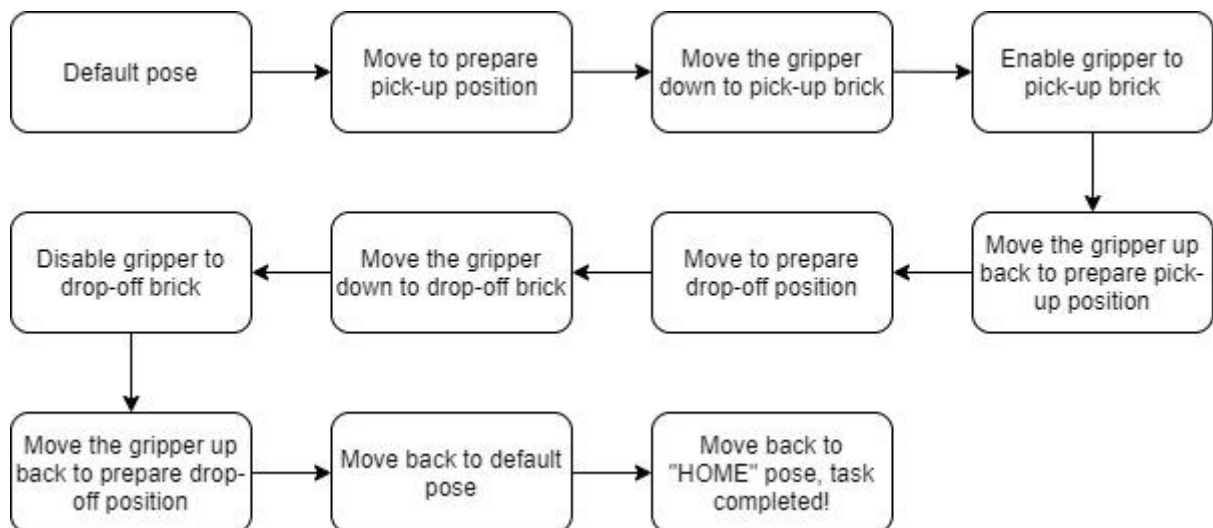 Default pose
Move to prepare
pick-up position
Move the gripper
down to pick-up brick
Enable gripper to
pick-up brick
Move the gripper up
back to prepare pick-
up position
Move to prepare
drop-off position
Move the gripper
down to drop-off brick
Disable gripper to
drop-off brick
Move the gripper up
back to prepare drop-
off position
Move back to default
pose
Move back to
"HOME" pose, task
completed!